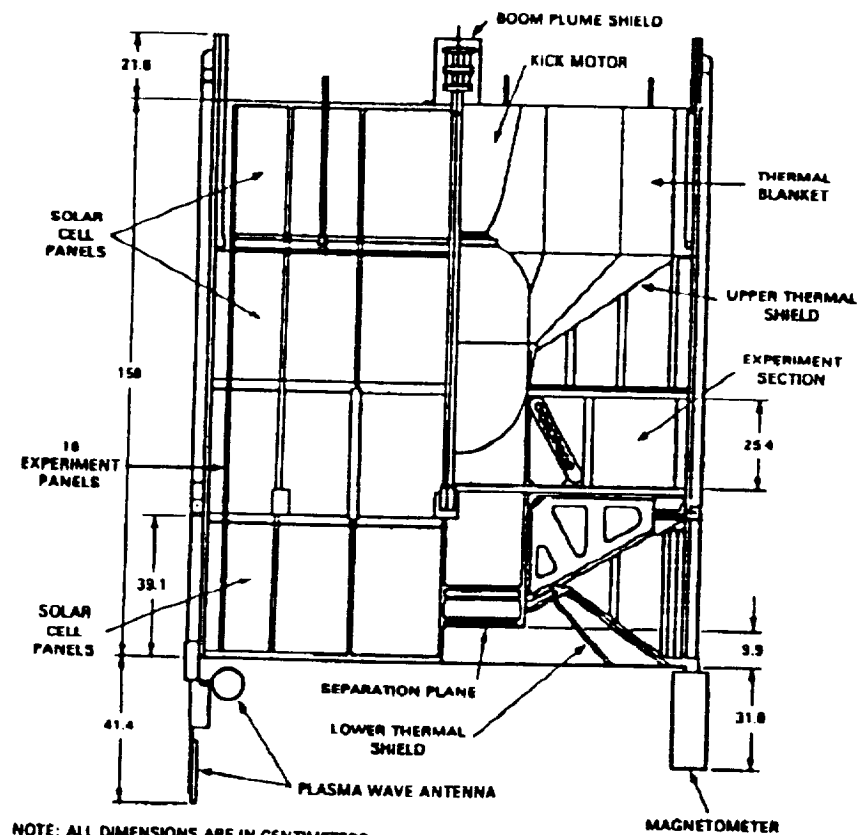 BOOM PLUME SHIELD
21.6
KICK MOTOR
THERMAL
BLANKET
SOLAR
CELL
PANELS
UPPER THERMAL
SHIELD
EXPERIMENT
SECTION
158
25.4
18
EXPERIMENT
PANELS
39.1
SOLAR
CELL
PANELS
9.9
SEPARATION PLANE
31.8
41.4
LOWER THERMAL
SHIELD
PLASMA WAVE ANTENNA
MAGNETOMETER
NOTE: ALL DIMENSIONS ARE IN CENTIMETERS